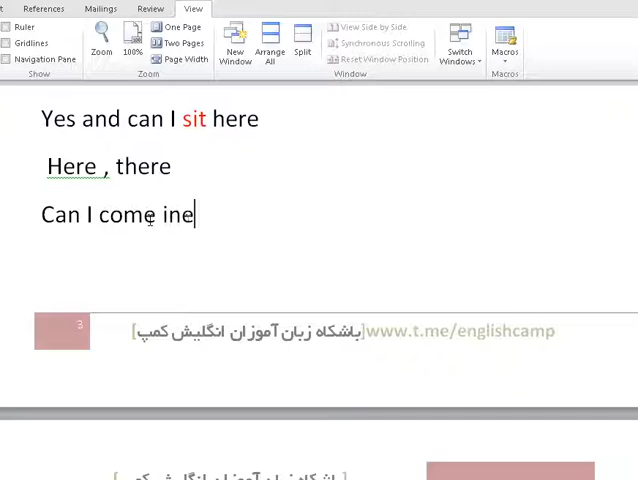 References Mailings Review View
Ruler
Gridlines
Navigation Pane
Show
Zoom
100%
One Page
Two Pages
Page Width
Zoom
New Window
Arrange All
Split
View Side by Side
Synchronous Scrolling
Reset Window Position
Window
Switch Windows
Macros
Macros
Yes and can I sit here
Here , there
Can I come ine
3
[باشگاه زبان آموزان انگلیش کمپ]www.t.me/englishcamp